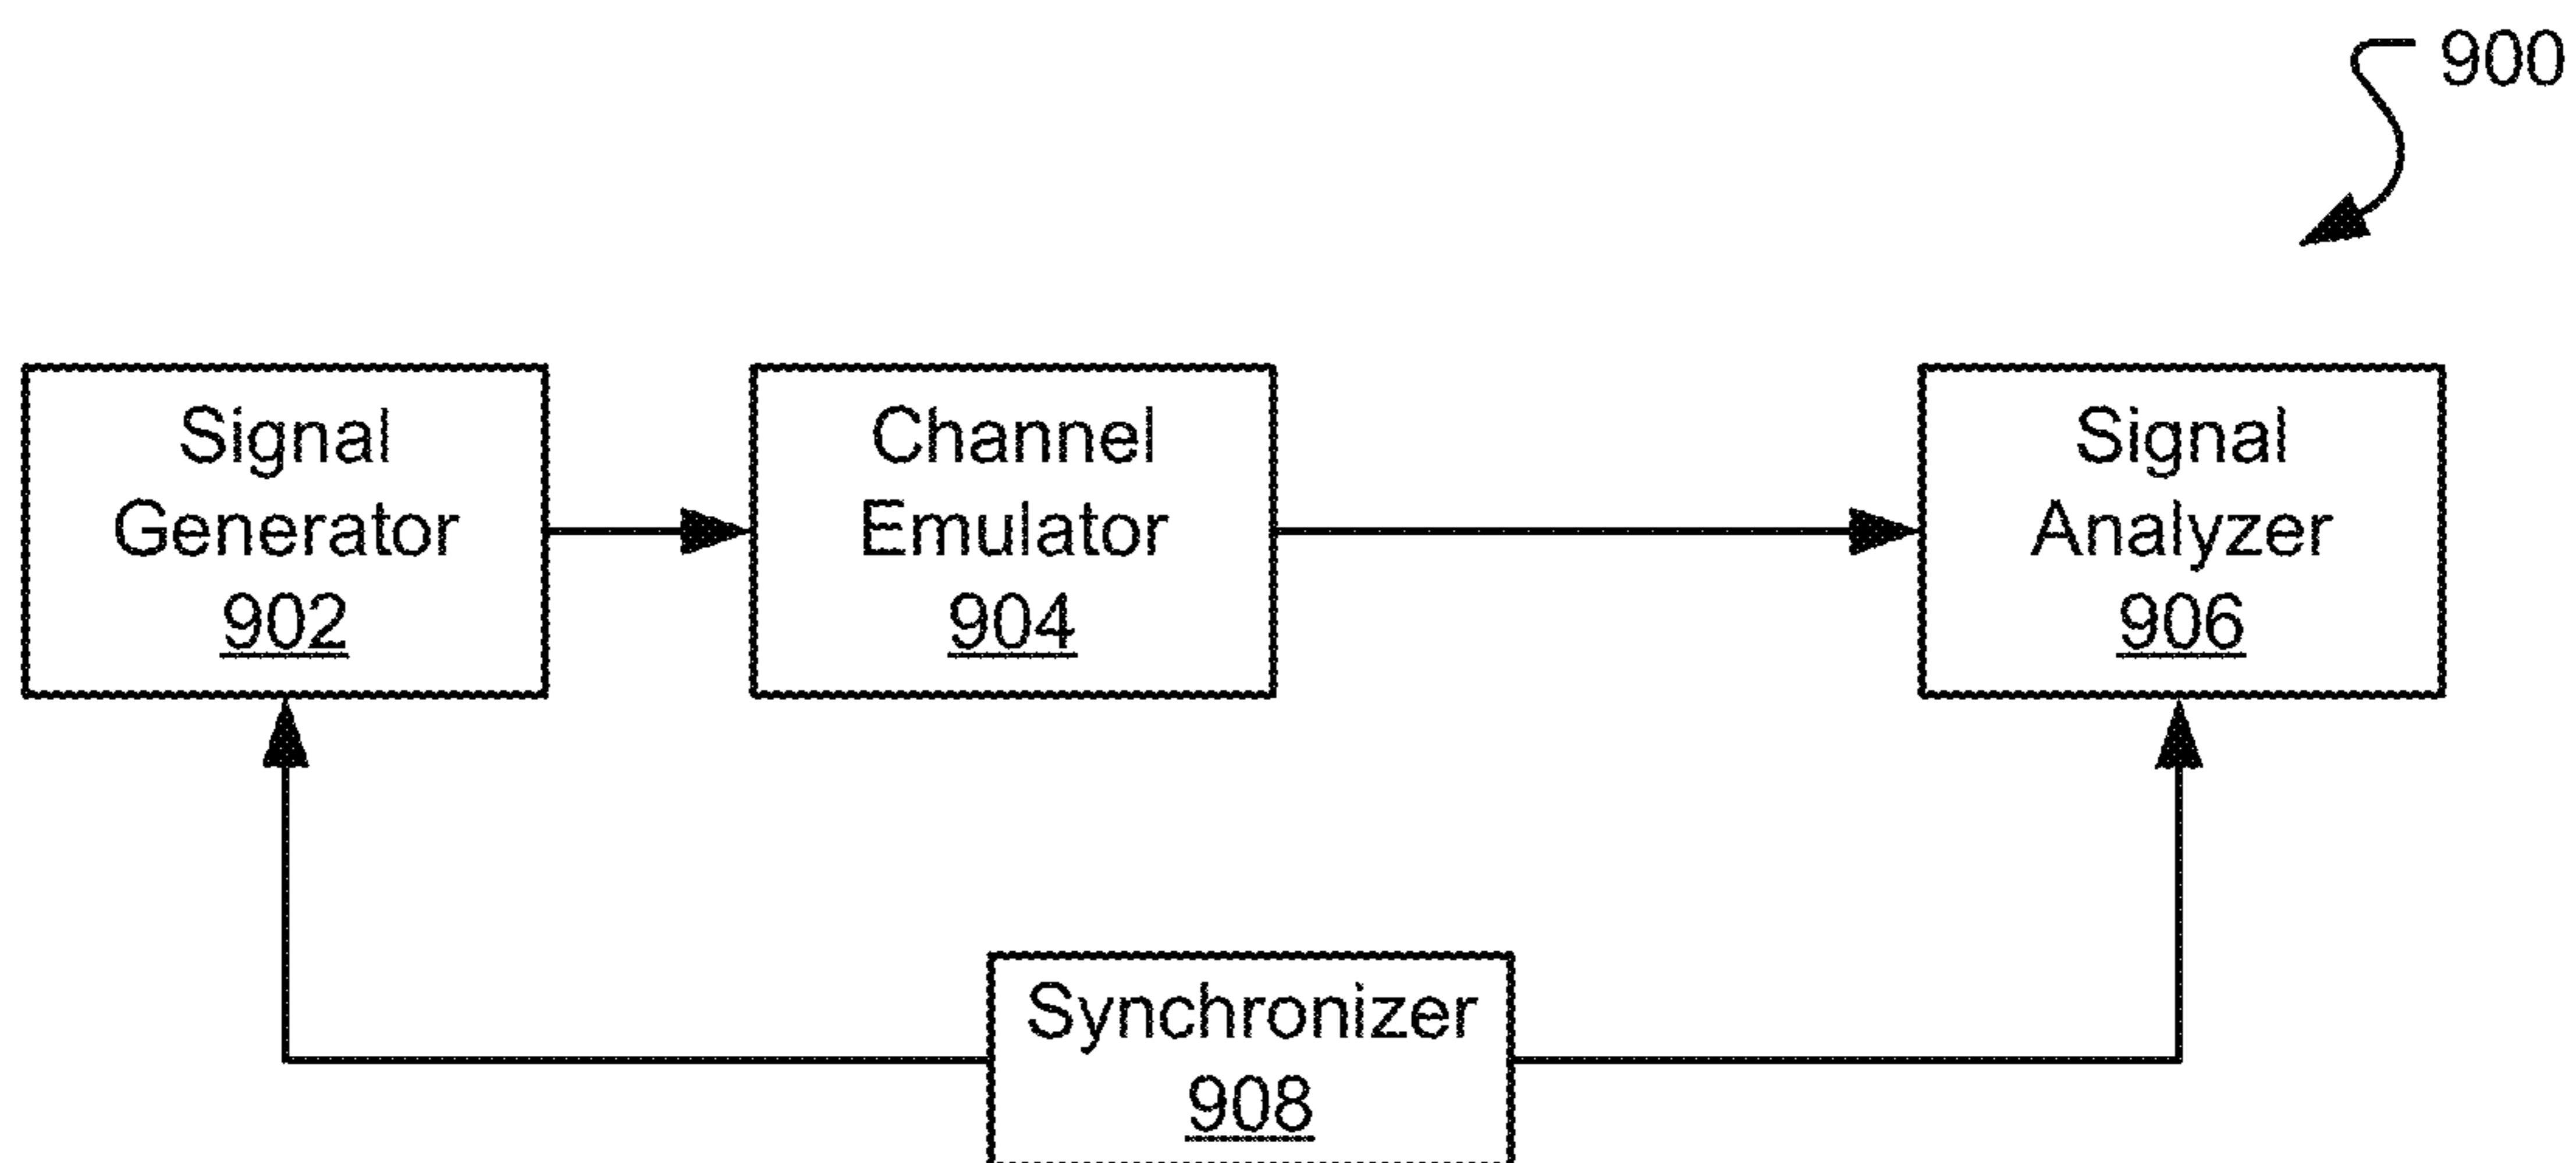 900
Signal
Generator
902
Channel
Emulator
904
Signal
Analyzer
906
Synchronizer
908